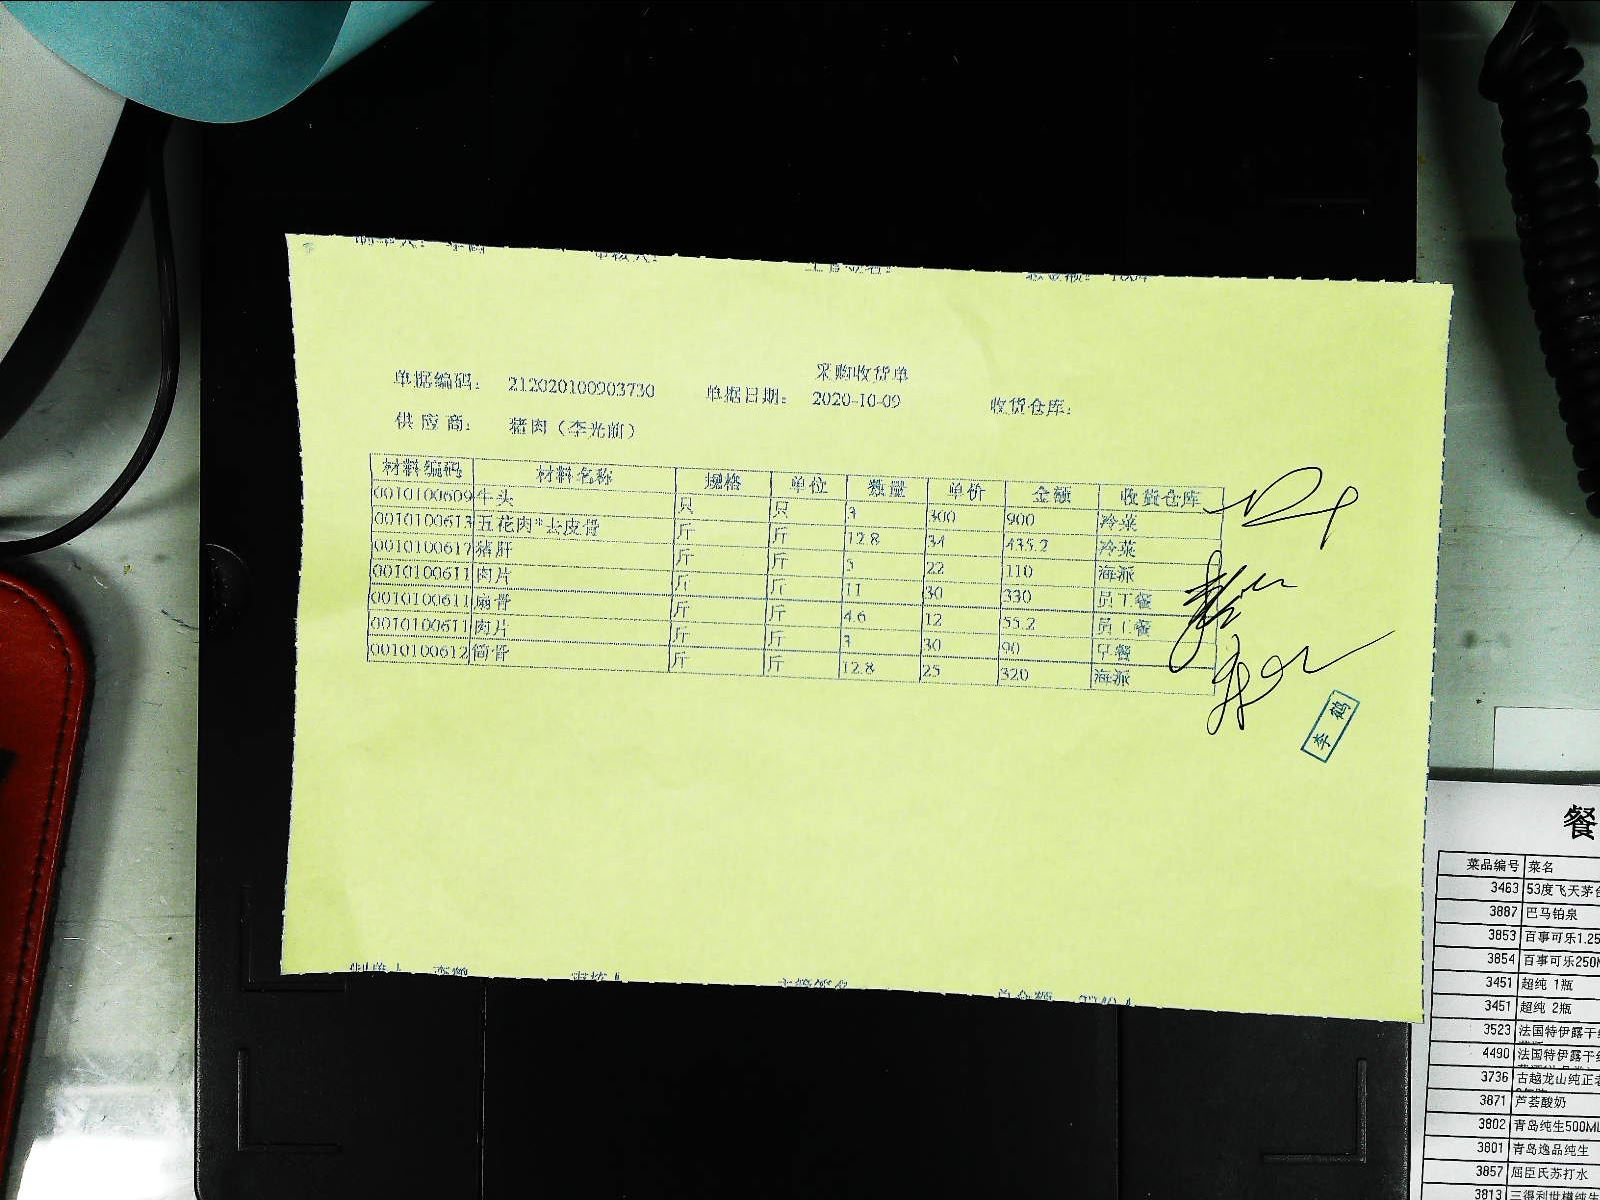 采购收货单
单据编码： 212020100903730 单据日期： 2020-10-09 收货仓库：
供 应 商： 猪肉（李光前）
材料编码 材料名称 规格 单位 数量 单价 金额 收货仓库
0010100609 牛头 只 只 3 300 900 冷菜
0010100613 五花肉*去皮骨 斤 斤 12.8 34 435.2 冷菜
0010100617 猪肝 斤 斤 5 22 110 海派
0010100611 肉片 斤 斤 11 30 330 员工餐
0010100611 扇骨 斤 斤 4.6 12 55.2 员工餐
0010100611 肉片 斤 斤 3 30 90 早餐
0010100612 筒骨 斤 斤 12.8 25 320 海派
李 鹤
餐
菜品编号 菜名
3463 53度飞天茅台
3887 巴马铂泉
3853 百事可乐1.25
3854 百事可乐250M
3451 超纯 1瓶
3451 超纯 2瓶
3523 法国特伊露干红
4490 法国特伊露干红
3736 古越龙山纯正老
3871 芦荟酸奶
3802 青岛纯生500ML
3801 青岛逸品纯生
3857 屈臣氏苏打水
3813 三得利世樽纯生